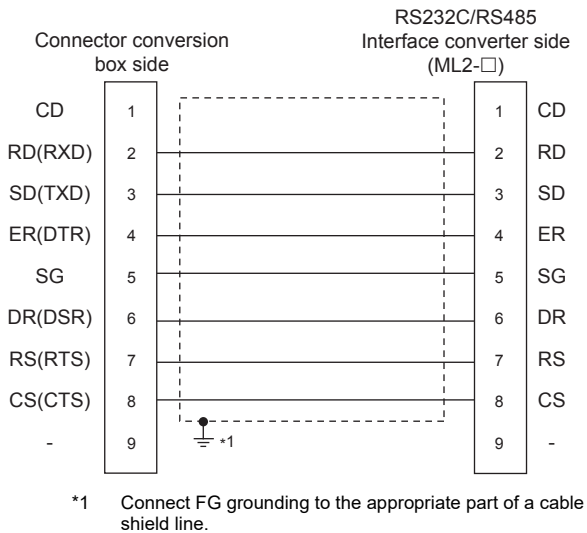 RS232C/RS485
Connector conversion Interface converter side
box side (ML2-□)
CD 1 1 CD
RD(RXD) 2 2 RD
SD(TXD) 3 3 SD
ER(DTR) 4 4 ER
SG 5 5 SG
DR(DSR) 6 6 DR
RS(RTS) 7 7 RS
CS(CTS) 8 8 CS
- 9 *1 9 -
*1 Connect FG grounding to the appropriate part of a cable
shield line.